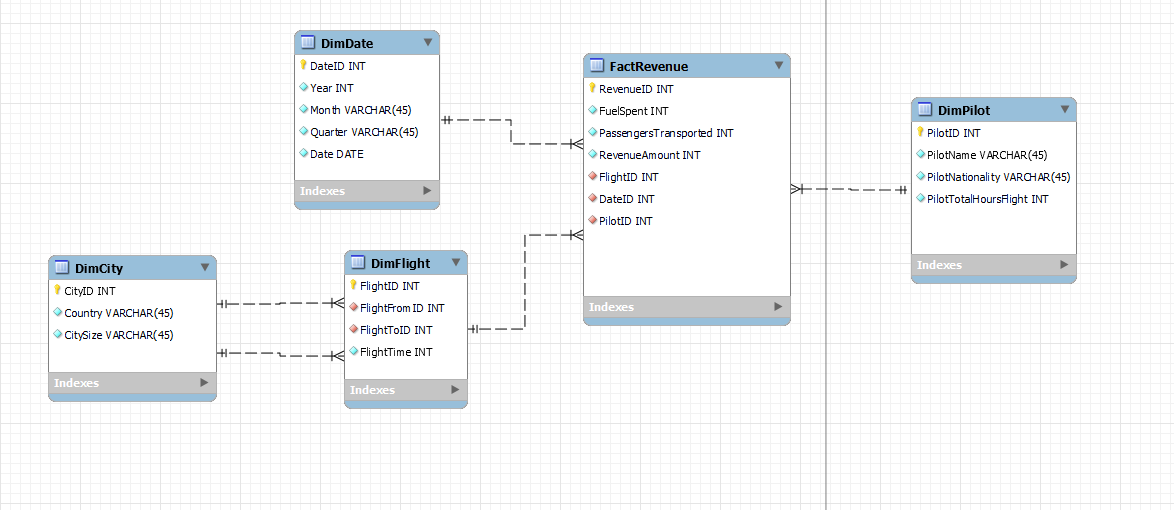 DimDate
DateID INT
Year INT
Month VARCHAR(45)
Quarter VARCHAR(45)
Date DATE
Indexes
FactRevenue
RevenueID INT
FuelSpent INT
PassengersTransported INT
RevenueAmount INT
FlightID INT
DateID INT
PilotID INT
Indexes
DimPilot
PilotID INT
PilotName VARCHAR(45)
PilotNationality VARCHAR(45)
PilotTotalHoursFlight INT
Indexes
DimCity
CityID INT
Country VARCHAR(45)
CitySize VARCHAR(45)
Indexes
DimFlight
FlightID INT
FlightFromID INT
FlightToID INT
FlightTime INT
Indexes